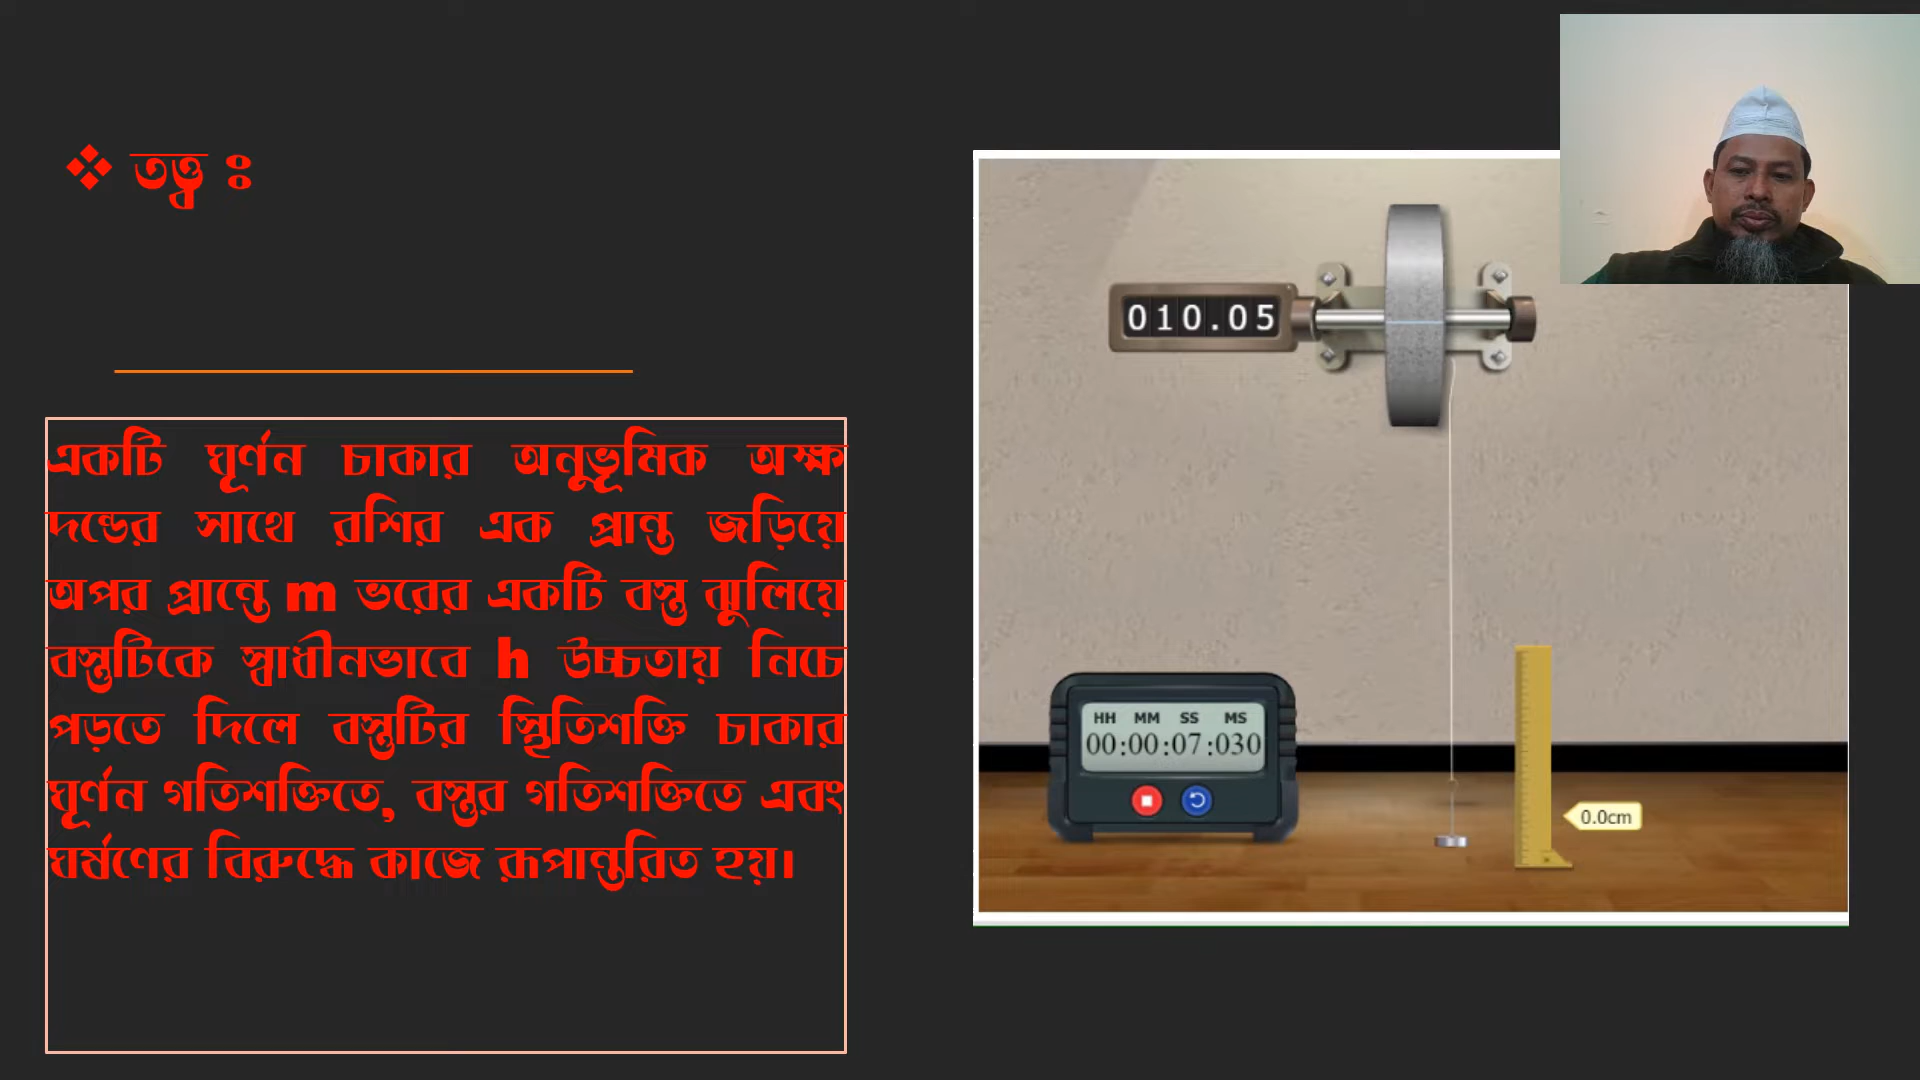 ❖ তত্ত্ব ঃ
একটি ঘূর্ণন চাকার অনুভূমিক অক্ষ
দন্ডের সাথে রশির এক প্রান্ত জড়িয়ে
অপর প্রান্তে m ভরের একটি বস্তু ঝুলিয়ে
বস্তুটিকে স্বাধীনভাবে h উচ্চতায় নিচে
পড়তে দিলে বস্তুটির স্থিতিশক্তি চাকার
ঘূর্ণন গতিশক্তিতে, বস্তুর গতিশক্তিতে এবং
ঘর্ষণের বিরুদ্ধে কাজে রূপান্তরিত হয়।
010.05
HH MM SS MS
00:00:07:030
0.0cm